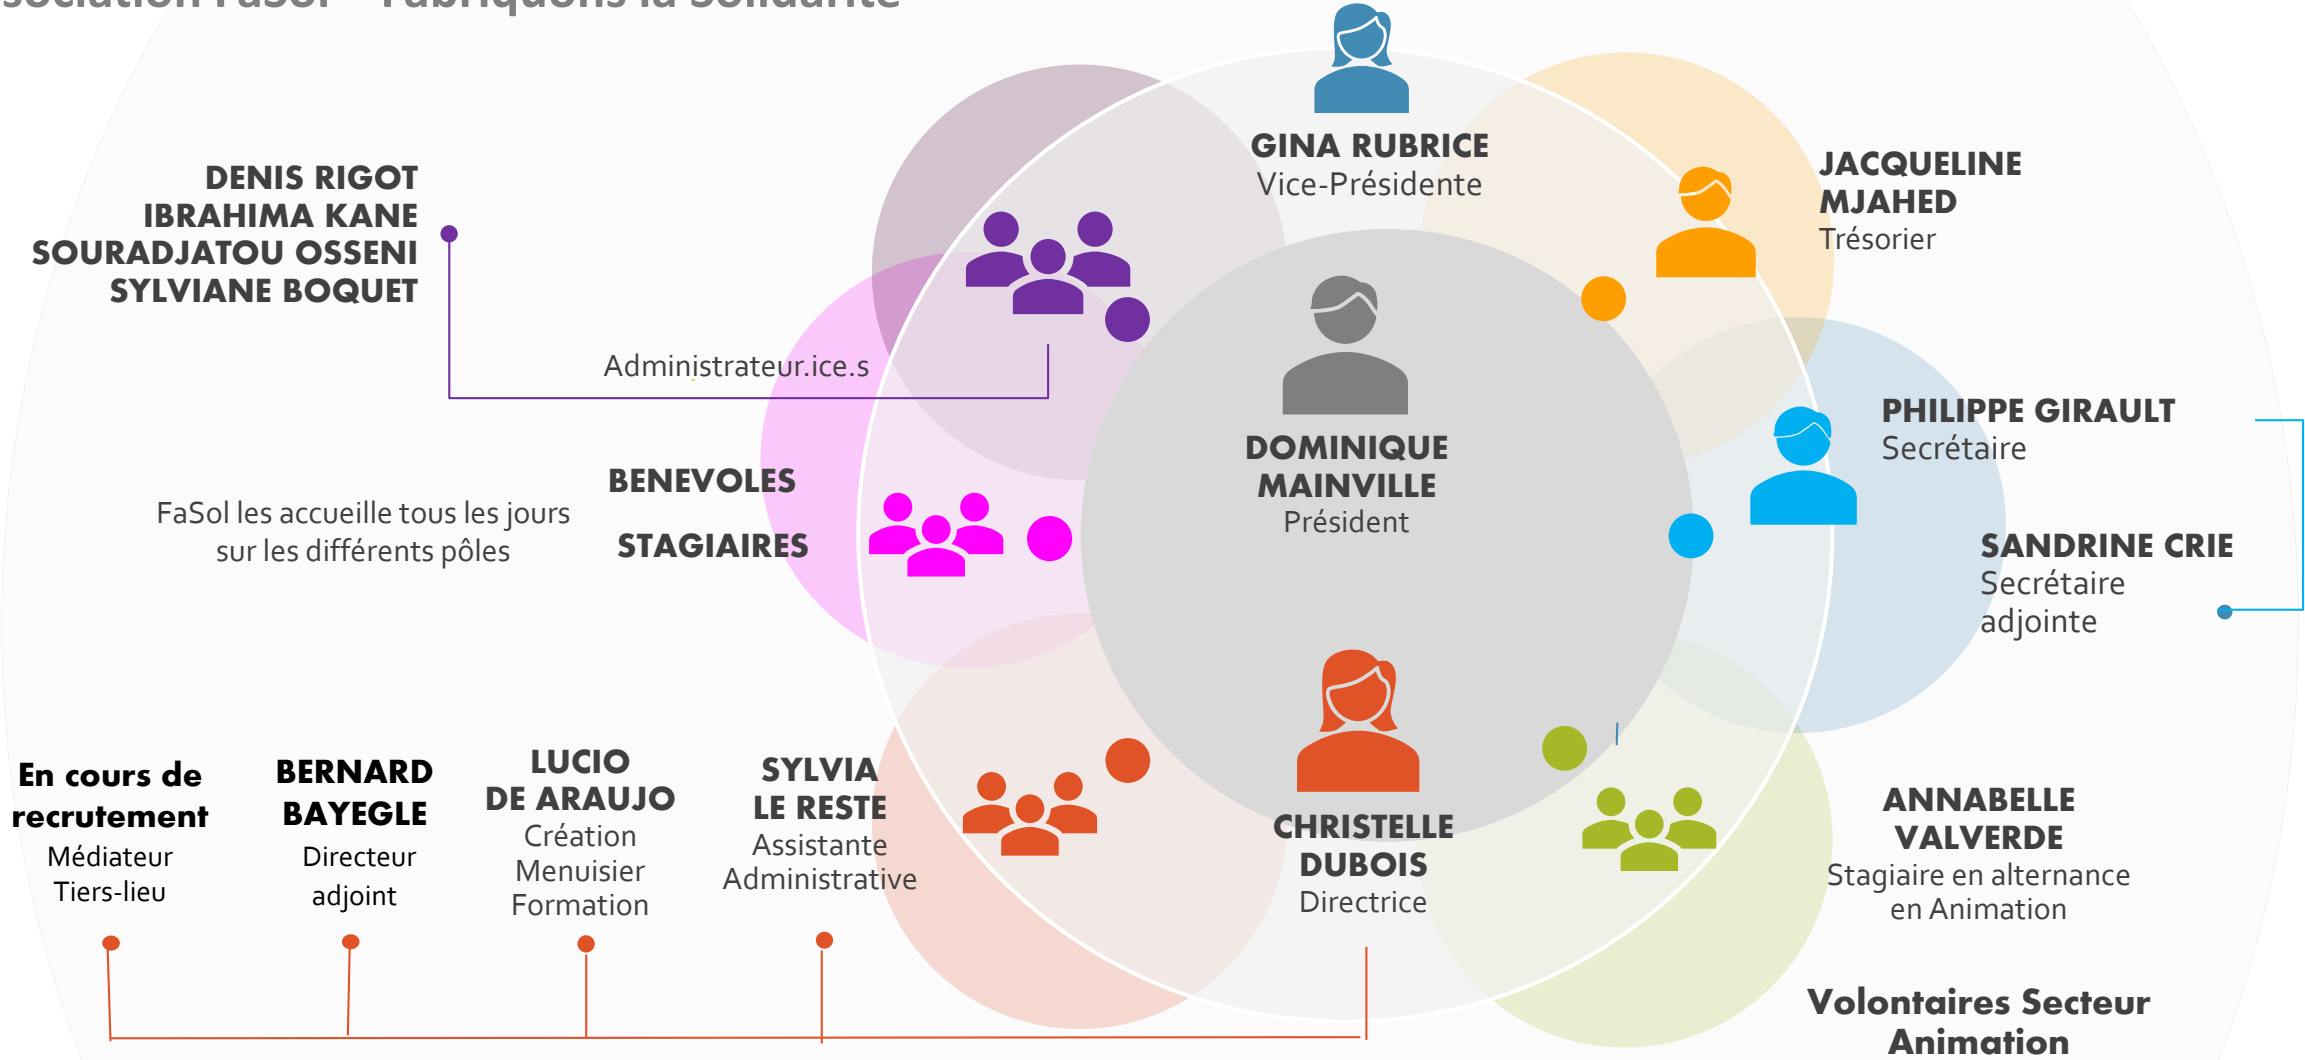 GINA RUBRICE
Vice-Présidente
DENIS RIGOT
IBRAHIMA KANE
SOURADJATOU OSSENI
SYLVIANE BOQUET
Administrateur.ice.s
JACQUELINE
MJAHED
Trésorier
DOMINIQUE
MAINVILLE
Président
PHILIPPE GIRAULT
Secrétaire
SANDRINE CRIE
Secrétaire
adjointe
BENEVOLES
STAGIAIRES
FaSol les accueille tous les jours
sur les différents pôles
En cours de
recrutement
Médiateur
Tiers-lieu
BERNARD
BAYEGLE
Directeur
adjoint
LUCIO
DE ARAUJO
Création
Menuisier
Formation
SYLVIA
LE RESTE
Assistante
Administrative
CHRISTELLE
DUBOIS
Directrice
ANNABELLE
VALVERDE
Stagiaire en alternance
en Animation
Volontaires Secteur
Animation